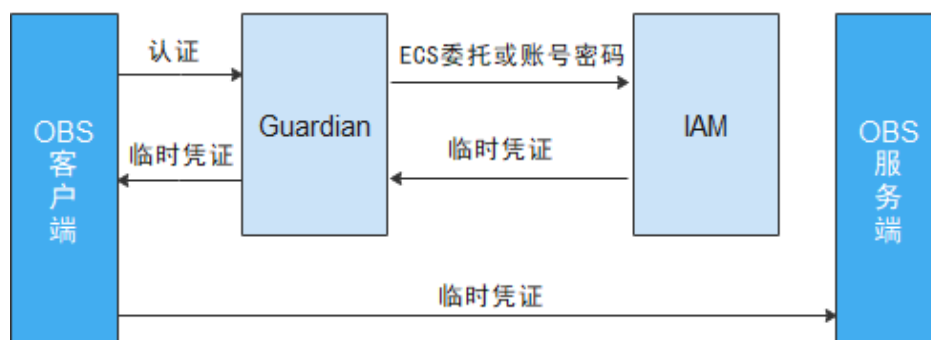 认证
ECS委托或账号密码
OBS
客
户
端
Guardian
IAM
OBS
服
务
端
临时凭证
临时凭证
临时凭证